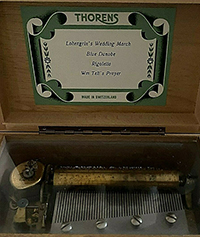 THORENS
Lohengrin's Wedding March
Blue Danube
Rigoletto
Wm Tell's Prayer
MADE IN SWITZERLAND